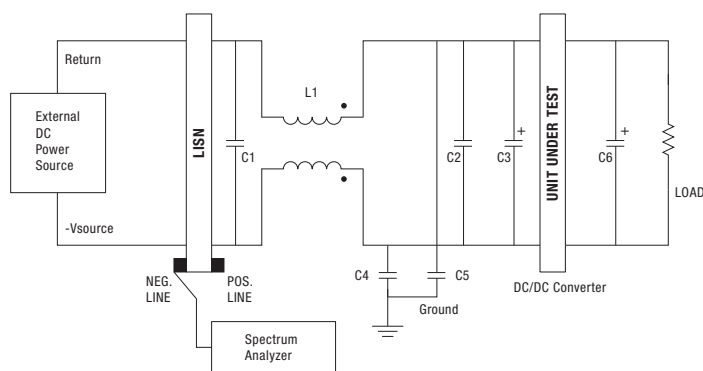 Return
L1
External
DC
Power
Source
LISN
C1
C2
C3
+
UNIT UNDER TEST
C6
+
LOAD
-Vsource
NEG.
LINE
POS.
LINE
C4
C5
Ground
DC/DC Converter
Spectrum
Analyzer